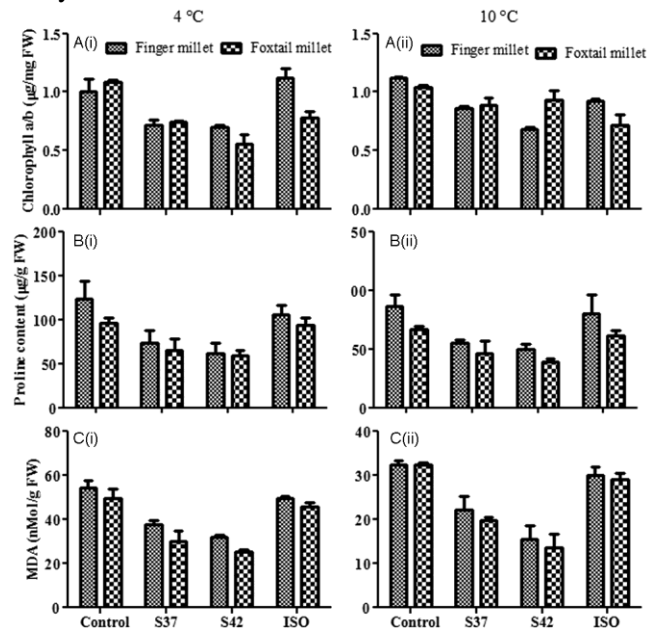 4 °C
10 °C
A(i)
Finger millet
Foxtail millet
Chlorophyll a/b (µg/mg FW)
1.5
1.0
0.5
0.0
A(ii)
Finger millet
Foxtail millet
1.5
1.0
0.5
0.0
B(i)
Proline content (µg/g FW)
200
150
100
50
0
B(ii)
50
00
50
0
C(i)
MDA (nMol/g FW)
80
60
40
20
0
Control
S37
S42
ISO
C(ii)
40
30
20
10
0
Control
S37
S42
ISO